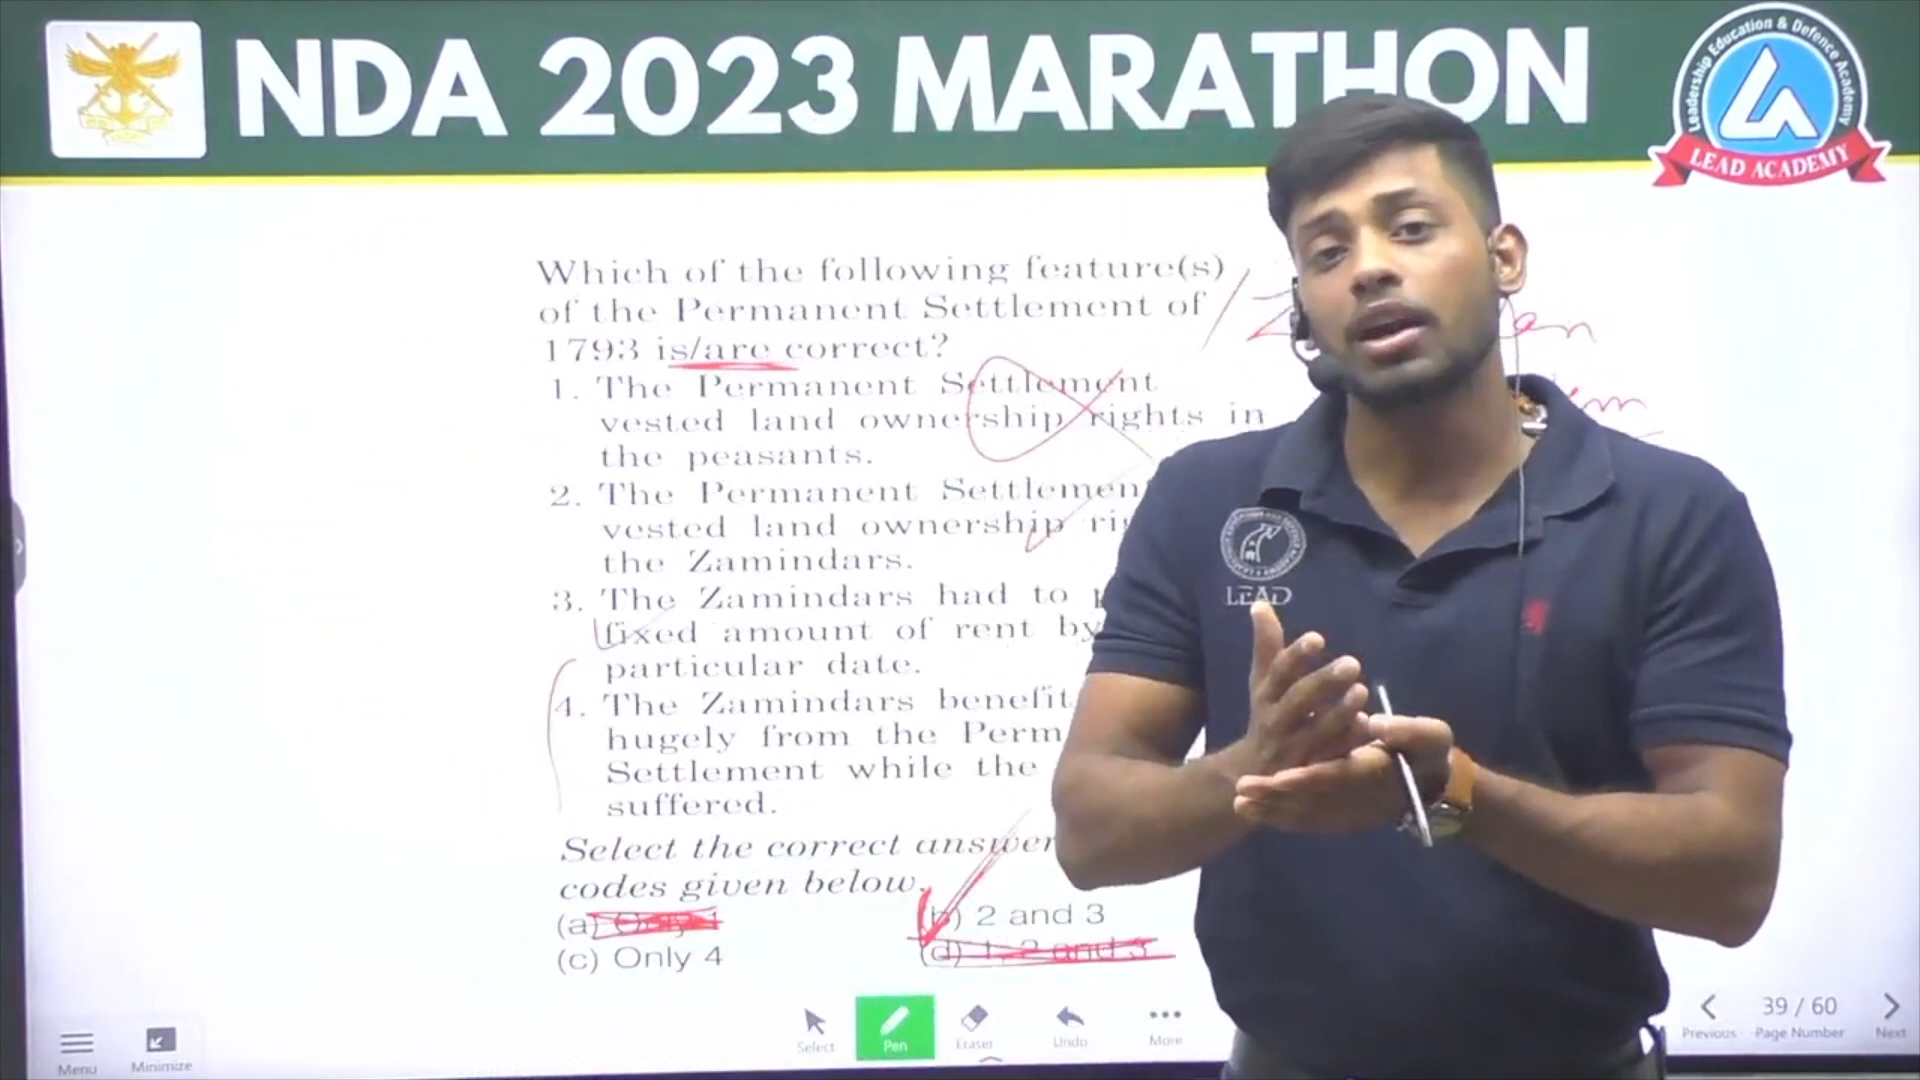 NDA 2023 MARATHON
Leadership Education & Defence Academy
LEAD ACADEMY
Which of the following feature(s)
of the Permanent Settlement of
1793 is/are correct?
1. The Permanent Settlement
vested land ownership rights in
the peasants.
2. The Permanent Settlemen
vested land ownership
the Zamindars.
3. The Zamindars had to
fixed amount of rent by
particular date.
4. The Zamindars benefit
hugely from the Perm
Settlement while the
suffered.
Select the correct answer
codes given below.
(a) Only 1
(b) 2 and 3
(c) Only 4
(d) 1, 2 and 3
LEAD
Menu
Minimize
Select
Pen
Eraser
Undo
More
39 / 60
Previous
Page Number
Next